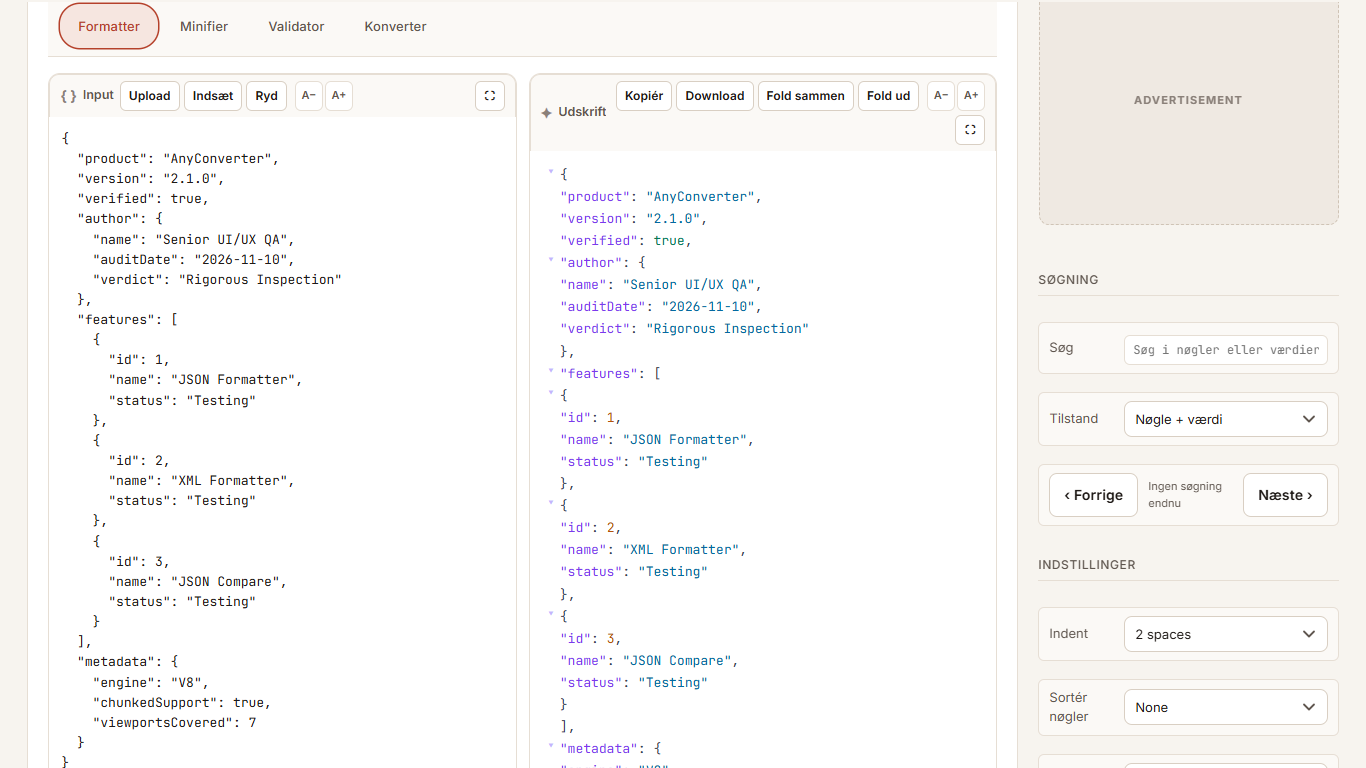 Formatter Minifier Validator Konverter
{ } Input Upload Indsæt Ryd A− A+
{
  "product": "AnyConverter",
  "version": "2.1.0",
  "verified": true,
  "author": {
    "name": "Senior UI/UX QA",
    "auditDate": "2026-11-10",
    "verdict": "Rigorous Inspection"
  },
  "features": [
    {
      "id": 1,
      "name": "JSON Formatter",
      "status": "Testing"
    },
    {
      "id": 2,
      "name": "XML Formatter",
      "status": "Testing"
    },
    {
      "id": 3,
      "name": "JSON Compare",
      "status": "Testing"
    }
  ],
  "metadata": {
    "engine": "V8",
    "chunkedSupport": true,
    "viewportsCovered": 7
  }
}
Udskrift Kopiér Download Fold sammen Fold ud A− A+
{
"product": "AnyConverter",
"version": "2.1.0",
"verified": true,
"author": {
"name": "Senior UI/UX QA",
"auditDate": "2026-11-10",
"verdict": "Rigorous Inspection"
},
"features": [
{
"id": 1,
"name": "JSON Formatter",
"status": "Testing"
},
{
"id": 2,
"name": "XML Formatter",
"status": "Testing"
},
{
"id": 3,
"name": "JSON Compare",
"status": "Testing"
}
],
"metadata": {
ADVERTISEMENT
SØGNING
Søg Søg i nøgler eller værdier
Tilstand Nøgle + værdi
‹ Forrige Ingen søgning endnu Næste ›
INDSTILLINGER
Indent 2 spaces
Sortér nøgler None